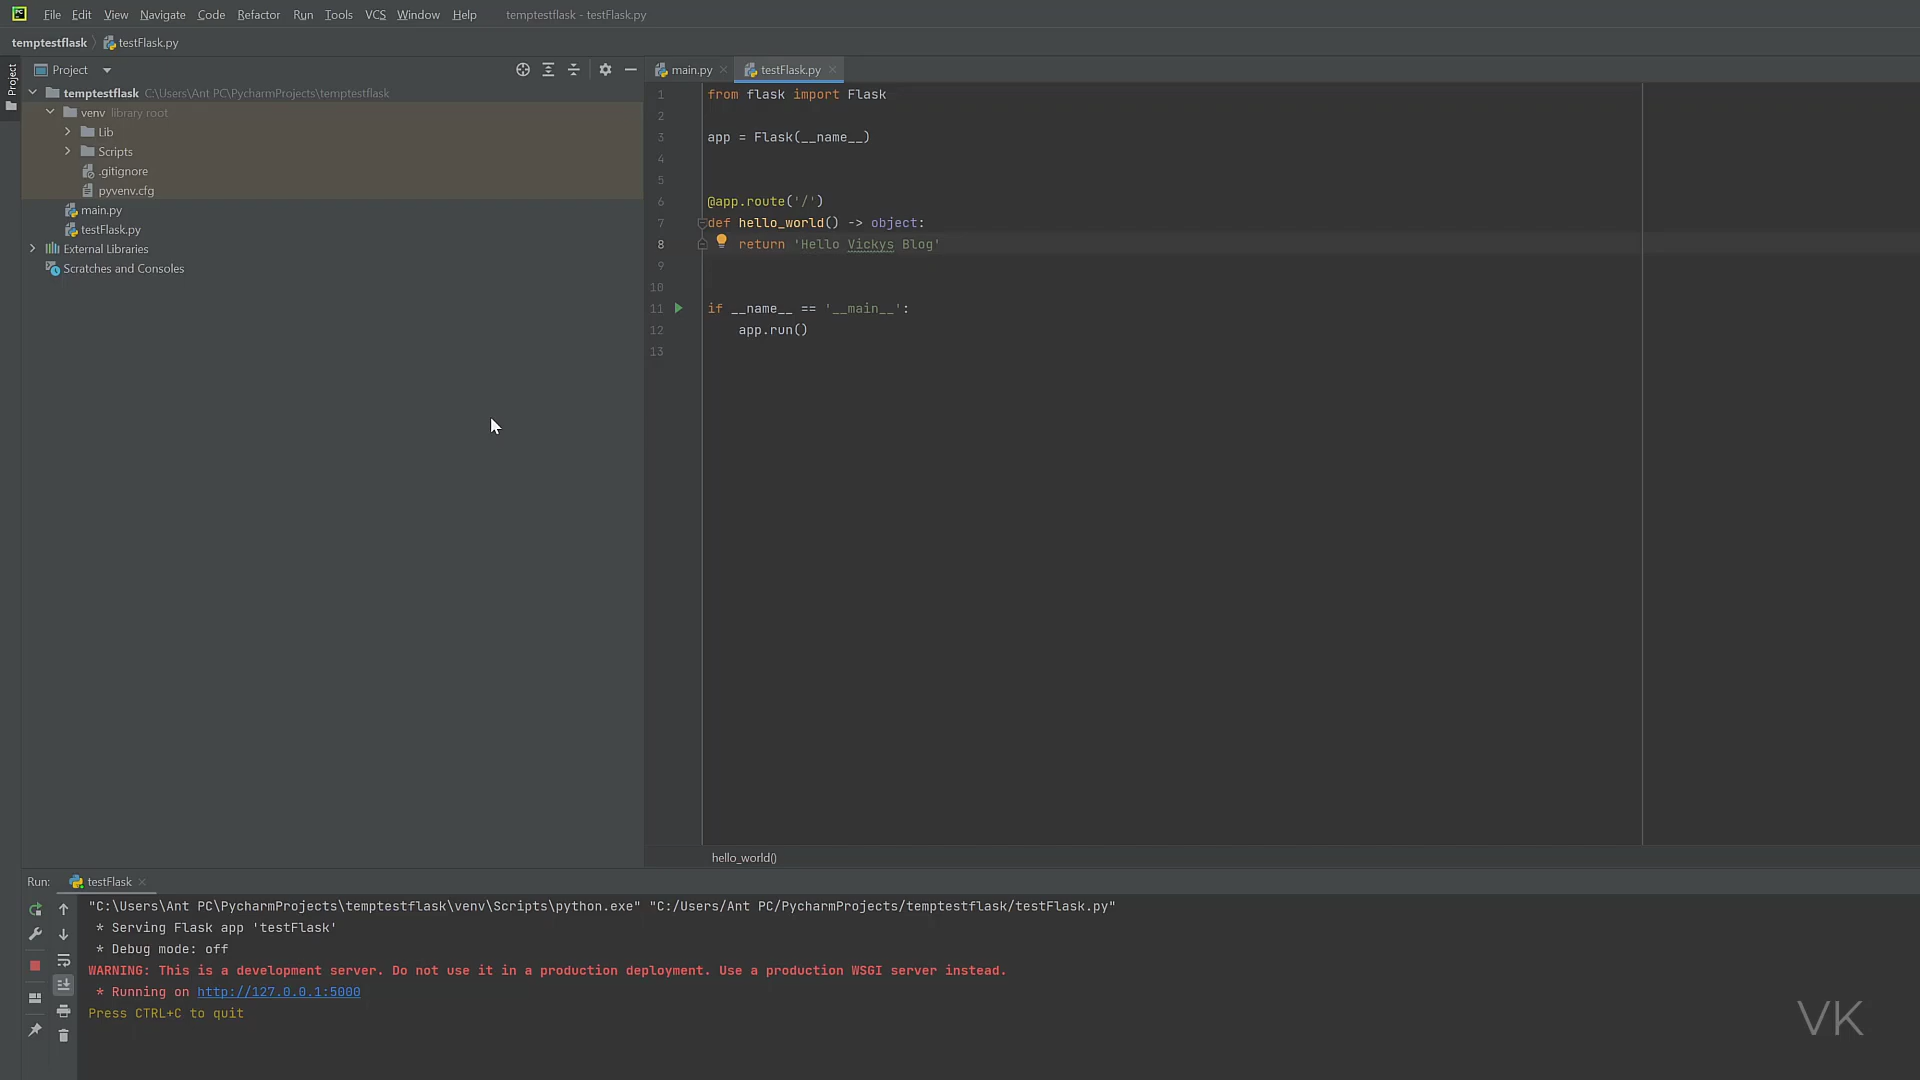 PC File Edit View Navigate Code Refactor Run Tools VCS Window Help temptestflask - testFlask.py
temptestflask testFlask.py
Project
Project
temptestflask C:\Users\Ant PC\PycharmProjects\temptestflask
venv library root
Lib
Scripts
.gitignore
pyvenv.cfg
main.py
testFlask.py
External Libraries
Scratches and Consoles
main.py testFlask.py
1 from flask import Flask
2
3 app = Flask(__name__)
4
5
6 @app.route('/')
7 def hello_world() -> object:
8 return 'Hello Vickys Blog'
9
10
11 if __name__ == '__main__':
12 app.run()
13
hello_world()
Run: testFlask
"C:\Users\Ant PC\PycharmProjects\temptestflask\venv\Scripts\python.exe" "C:/Users/Ant PC/PycharmProjects/temptestflask/testFlask.py"
* Serving Flask app 'testFlask'
* Debug mode: off
WARNING: This is a development server. Do not use it in a production deployment. Use a production WSGI server instead.
* Running on http://127.0.0.1:5000
Press CTRL+C to quit
VK